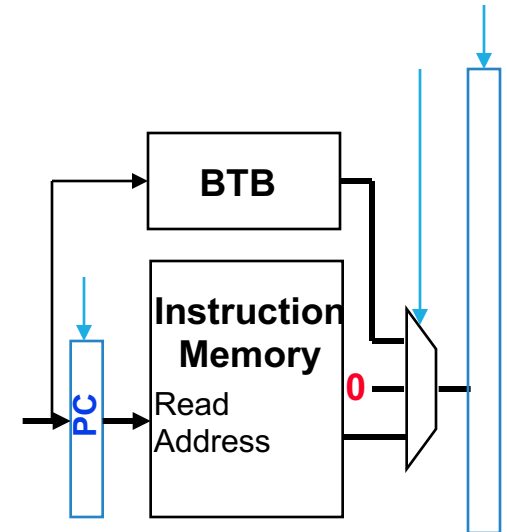 BTB
Instruction
Memory
0
Read
Address
PC